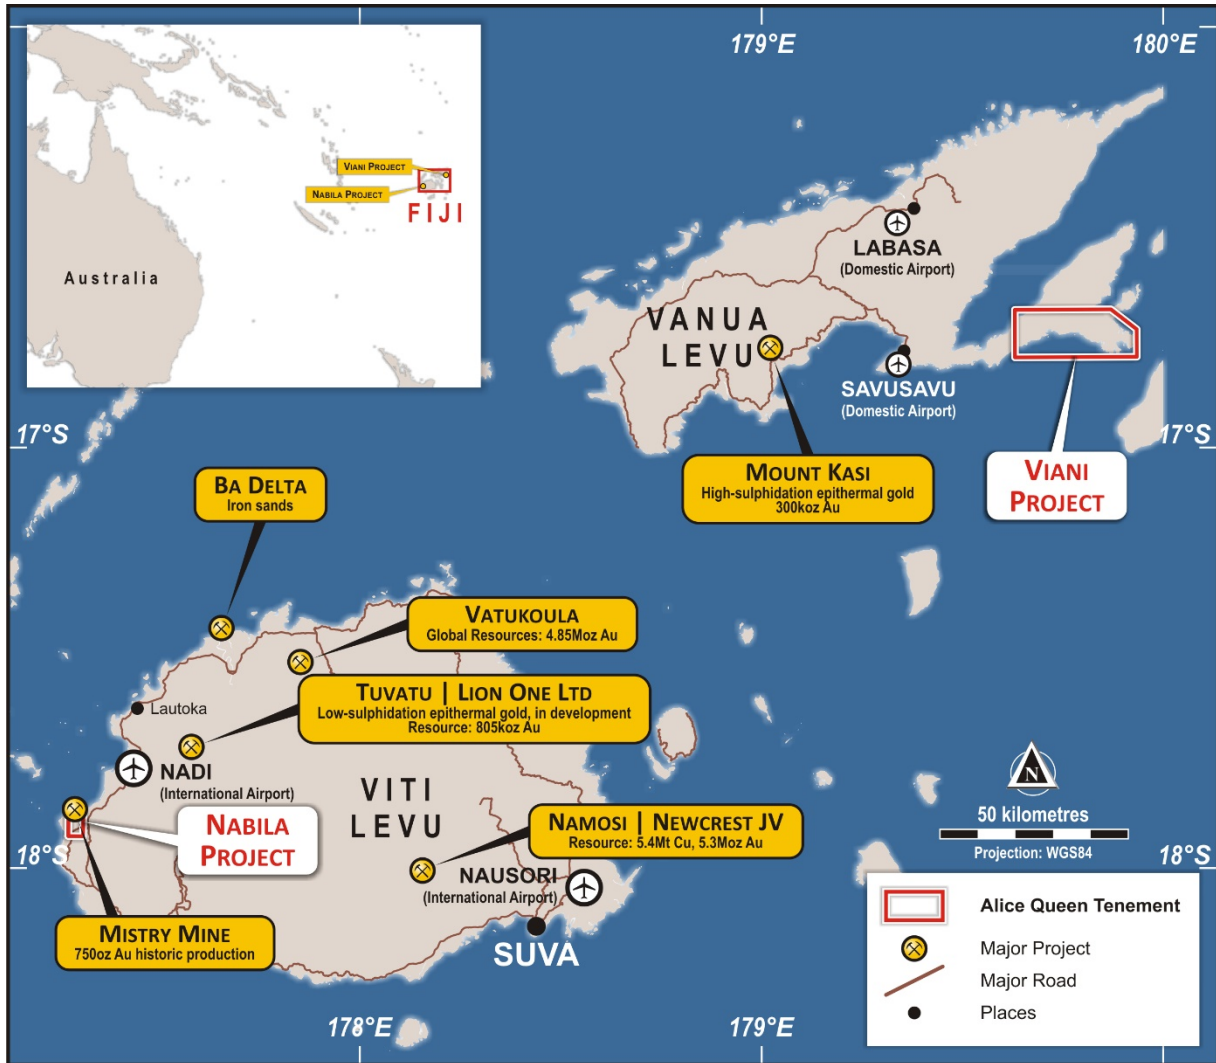 179°E
180°E
VIANI PROJECT
NABILA PROJECT
FIJI
Australia
LABASA
(Domestic Airport)
VANUA
LEVU
SAVUSAVU
(Domestic Airport)
17°S
17°S
MOUNT KASI
High-sulphidation epithermal gold
300koz Au
VIANI
PROJECT
BA DELTA
Iron sands
VATUKOULA
Global Resources: 4.85Moz Au
TUVATU | LION ONE LTD
Low-sulphidation epithermal gold, in development
Resource: 805koz Au
Lautoka
NADI
(International Airport)
VITI
LEVU
NABILA
PROJECT
NAMOSI | NEWCREST JV
Resource: 5.4Mt Cu, 5.3Moz Au
N
50 kilometres
Projection: WGS84
18°S
18°S
NAUSORI
(International Airport)
MISTRY MINE
750oz Au historic production
SUVA
Alice Queen Tenement
Major Project
Major Road
Places
178°E
179°E